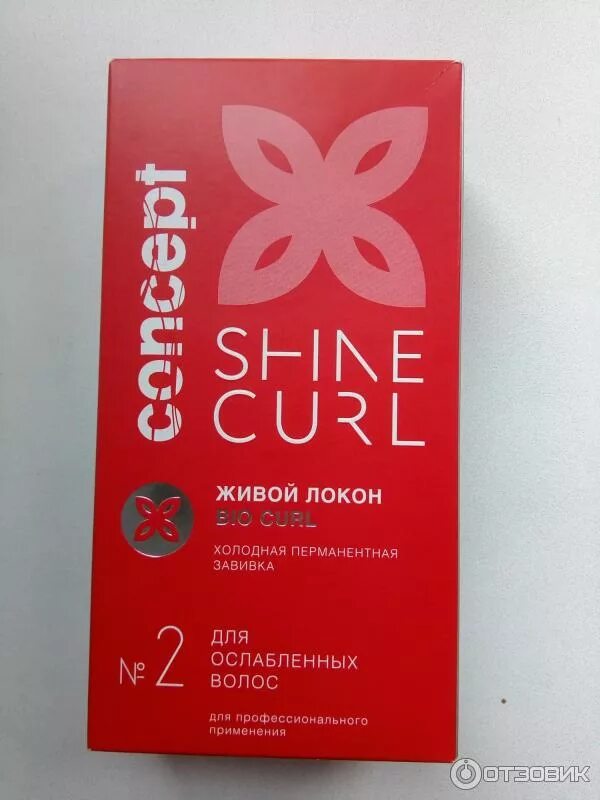 concept
SHINE
CURL
ЖИВОЙ ЛОКОН
BIO CURL
ХОЛОДНАЯ ПЕРМАНЕНТНАЯ
ЗАВИВКА
№ 2
ДЛЯ
ОСЛАБЛЕННЫХ
ВОЛОС
для профессионального
применения
ОТЗОВИК